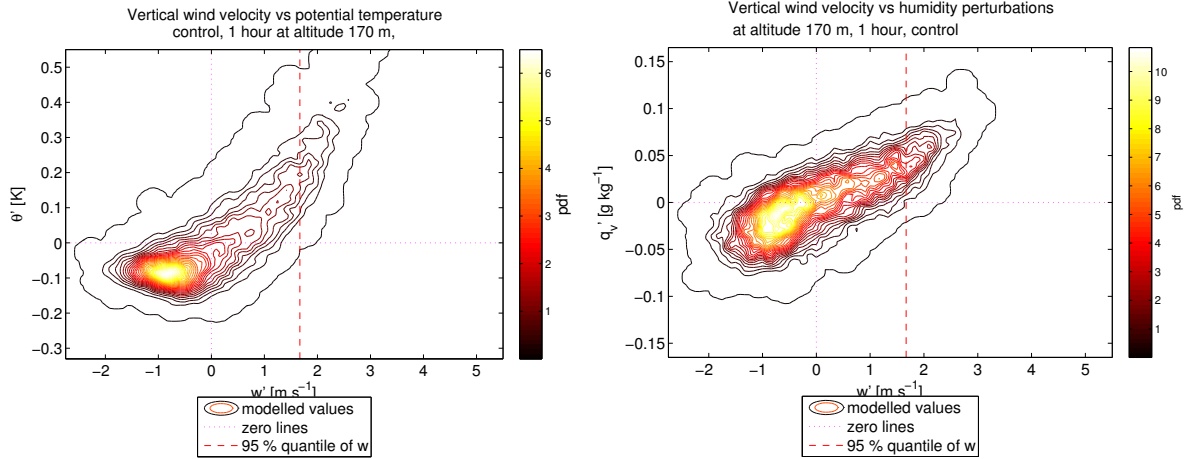 Vertical wind velocity vs potential temperature
control, 1 hour at altitude 170 m,
0.5
0.4
0.3
0.2
0.1
0
−0.1
−0.2
−0.3
θ' [K]
−2 −1 0 1 2 3 4 5
w' [m s⁻¹]
6
5
4
3
2
1
pdf
modelled values
zero lines
95 % quantile of w
Vertical wind velocity vs humidity perturbations
at altitude 170 m, 1 hour, control
0.15
0.1
0.05
0
−0.05
−0.1
−0.15
qᵥ' [g kg⁻¹]
−2 −1 0 1 2 3 4 5
w' [m s⁻¹]
10
9
8
7
6
5
4
3
2
1
pdf
modelled values
zero lines
95 % quantile of w